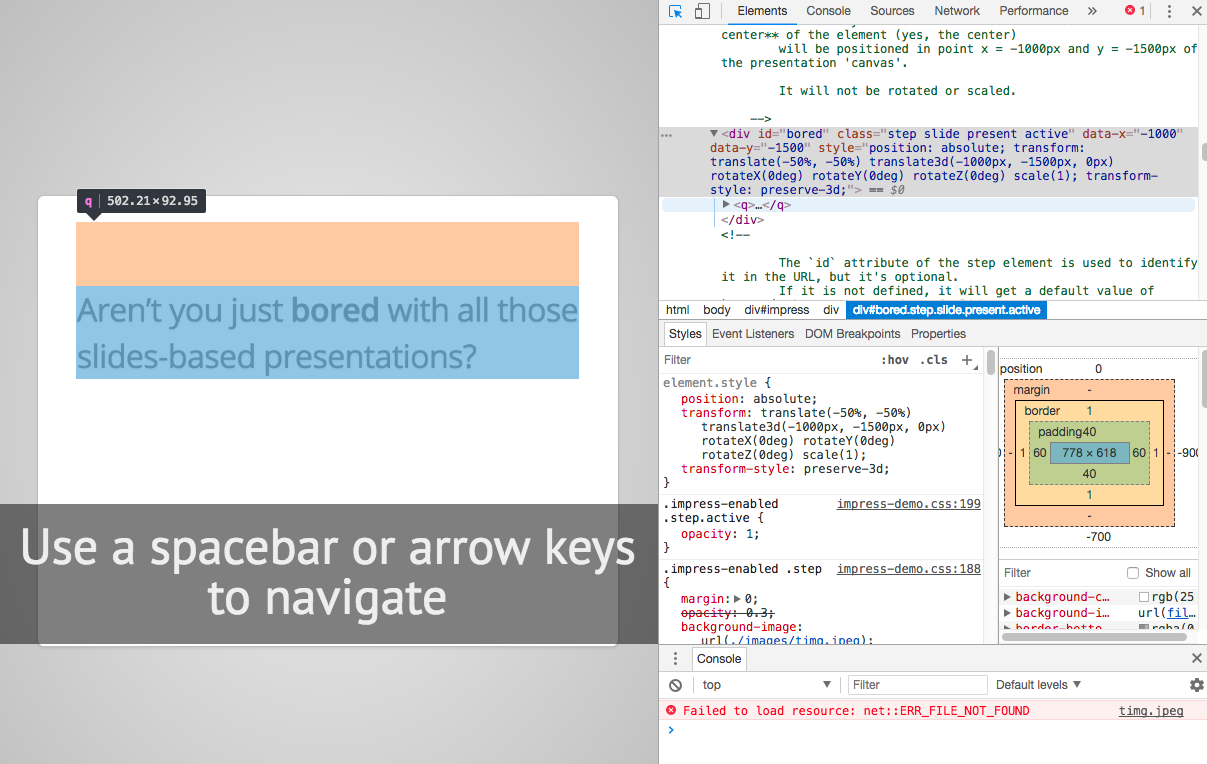 q 502.21×92.95
Aren’t you just bored with all those
slides-based presentations?
Use a spacebar or arrow keys
to navigate
Elements Console Sources Network Performance » 1
center** of the element (yes, the center)
will be positioned in point x = -1000px and y = -1500px of
the presentation 'canvas'.
It will not be rotated or scaled.
-->
… ▼<div id="bored" class="step slide present active" data-x="-1000"
data-y="-1500" style="position: absolute; transform:
translate(-50%, -50%) translate3d(-1000px, -1500px, 0px)
rotateX(0deg) rotateY(0deg) rotateZ(0deg) scale(1); transform-
style: preserve-3d;"> == $0
▶<q>…</q>
</div>
<!--
The `id` attribute of the step element is used to identify
it in the URL, but it's optional.
If it is not defined, it will get a default value of
html body div#impress div div#bored.step.slide.present.active
Styles Event Listeners DOM Breakpoints Properties
Filter :hov .cls +
element.style {
position: absolute;
transform: translate(-50%, -50%)
translate3d(-1000px, -1500px, 0px)
rotateX(0deg) rotateY(0deg)
rotateZ(0deg) scale(1);
transform-style: preserve-3d;
}
.impress-enabled impress-demo.css:199
.step.active {
opacity: 1;
}
.impress-enabled .step impress-demo.css:188
{
margin:▶ 0;
opacity: 0.3;
background-image:
url(./images/timg.jpeg);
position 0
margin -
border 1
padding40
- 1 60 778 × 618 60 1 - -900
40
1
-
-700
Filter Show all
▶ background-c… rgb(25
▶ background-i… url(fil…
▶ border-botto… rgba(0
Console
top ▼ Filter Default levels ▼
Failed to load resource: net::ERR_FILE_NOT_FOUND timg.jpeg
>